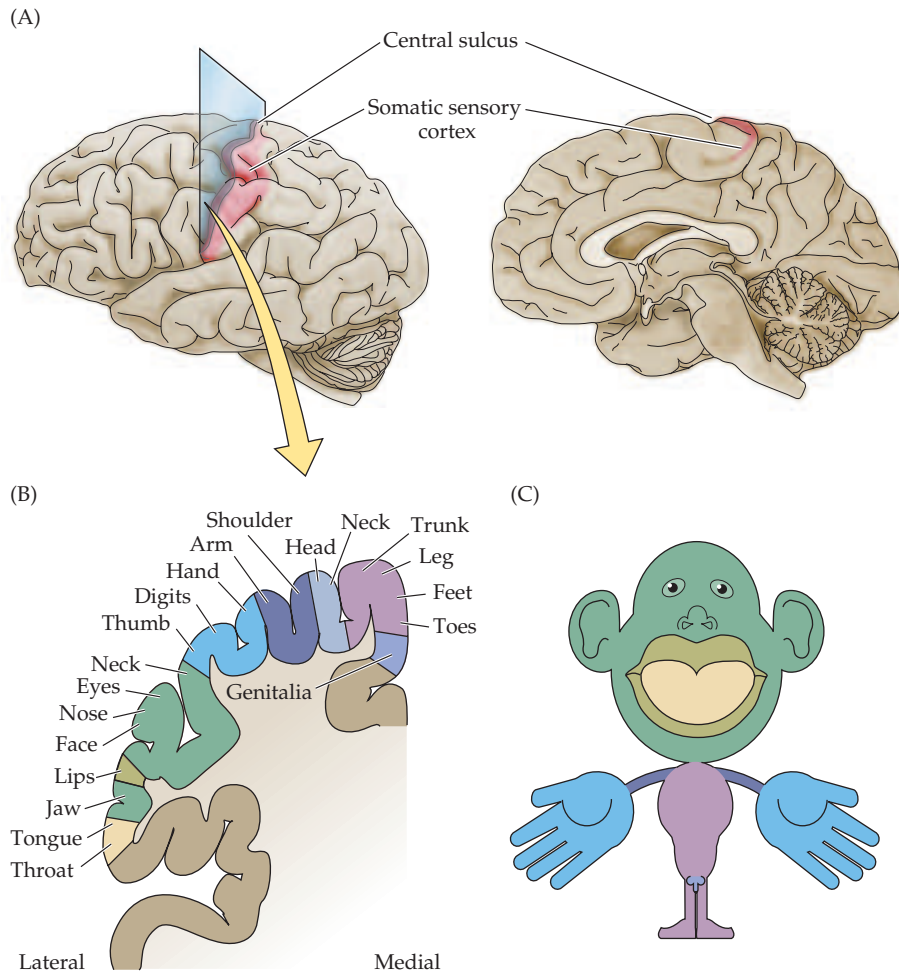 (A)
Central sulcus
Somatic sensory
cortex
(B)
(C)
Shoulder
Arm
Hand
Digits
Thumb
Neck
Eyes
Nose
Face
Lips
Jaw
Tongue
Throat
Head
Neck
Trunk
Leg
Feet
Toes
Genitalia
Lateral
Medial